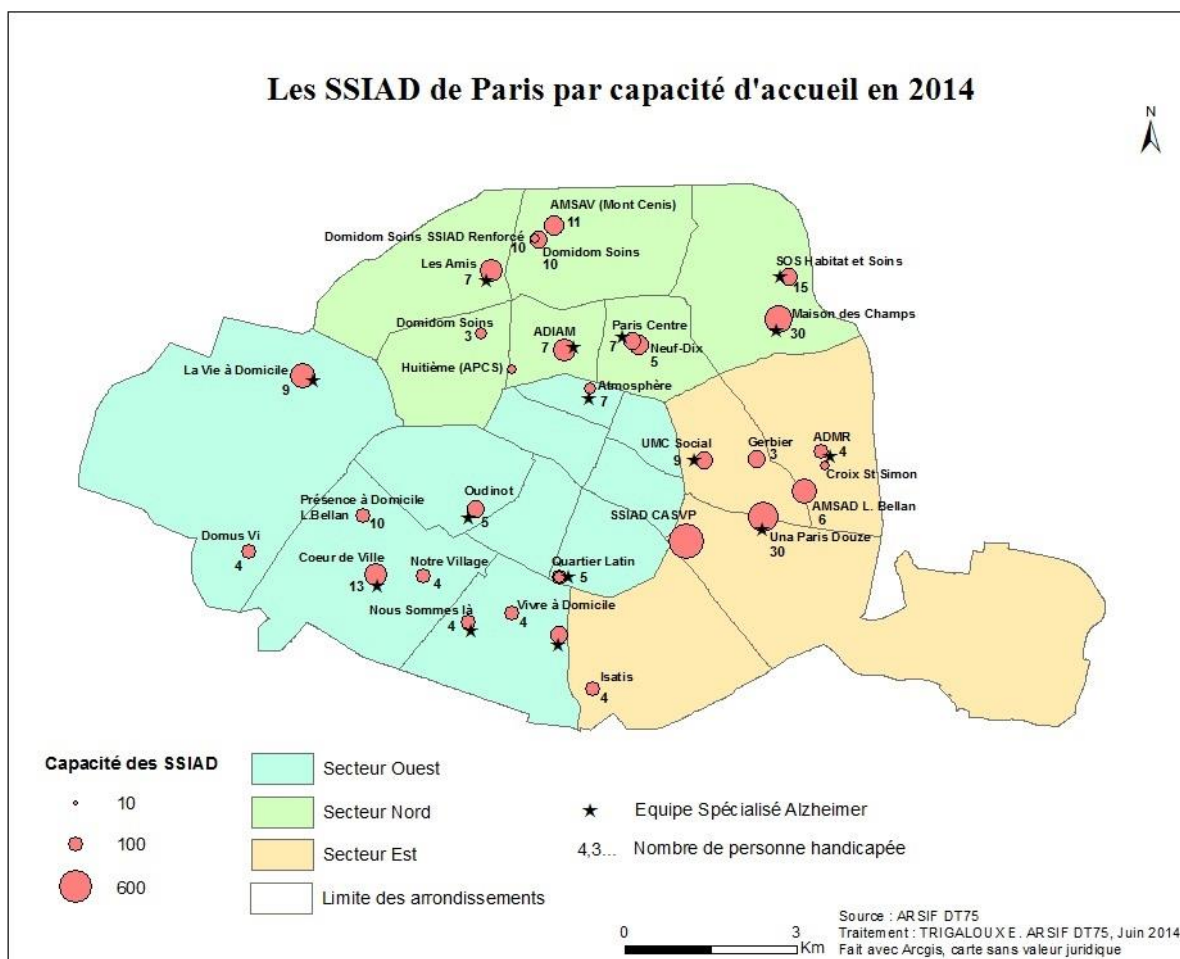 Les SSIAD de Paris par capacité d'accueil en 2014
N
AMSAV (Mont Cenis)
11
Domidom Soins SSIAD Renforcé
10
Domidom Soins
10
Les Amis
7
SOS Habitat et Soins
15
Maison des Champs
30
Domidom Soins
3
ADIAM
7
Paris Centre
7
Neuf-Dix
5
Huitième (APCS)
La Vie à Domicile
9
Atmosphère
7
UMC Social
9
Gerbier
3
ADMR
4
Croix St Simon
AMSAD L. Bellan
6
Oudinot
5
Présence à Domicile
L.Bellan
10
SSIAD CASVP
Una Paris Douze
30
Domus Vi
4
Coeur de Ville
13
Notre Village
4
Quartier Latin
5
Nous Sommes là
4
Vivre à Domicile
4
Isatis
4
Capacité des SSIAD
10
100
600
Secteur Ouest
Secteur Nord
Secteur Est
Limite des arrondissements
Equipe Spécialisé Alzheimer
4,3... Nombre de personne handicapée
0 3
Km
Source : ARSIF DT75
Traitement : TRIGALOUX E. ARSIF DT75, Juin 2014
Fait avec Arcgis, carte sans valeur juridique